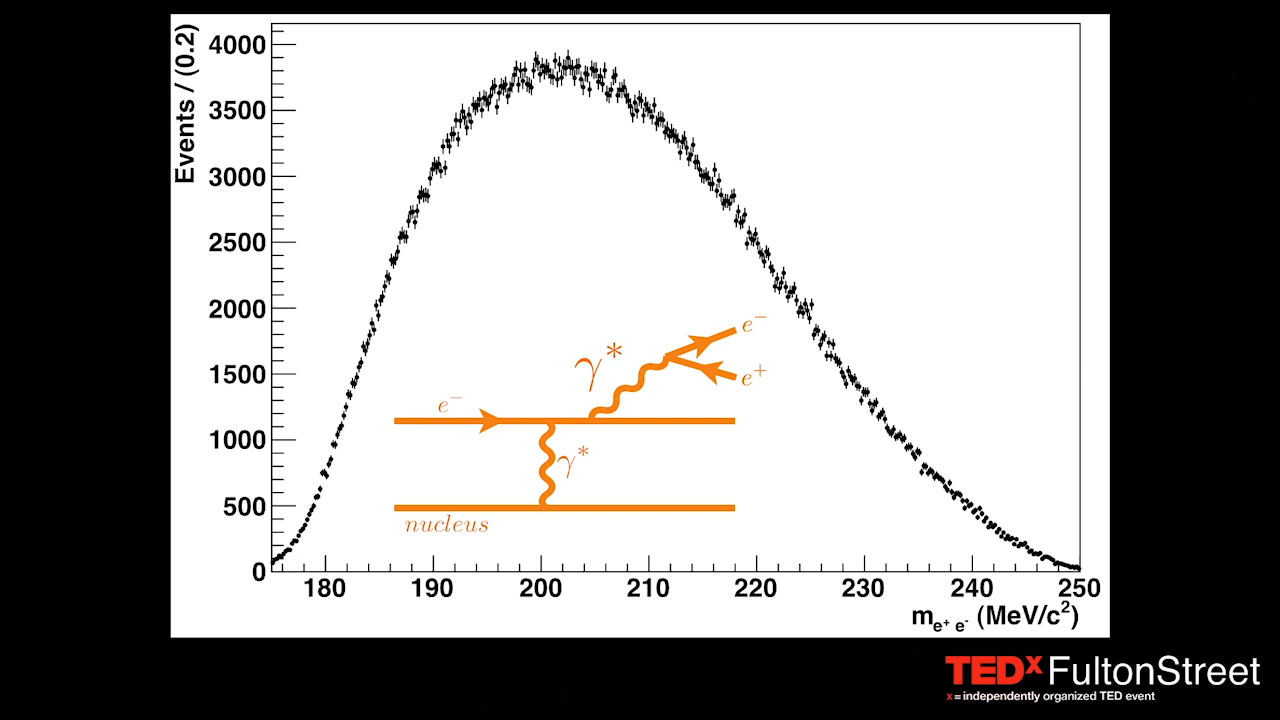 Events / (0.2)
4000
3500
3000
2500
2000
1500
1000
500
0
e⁻
γ*
e⁺
e⁻
γ*
nucleus
180 190 200 210 220 230 240 250
mₑ⁺ ₑ⁻ (MeV/c²)
TEDx FultonStreet
x = independently organized TED event